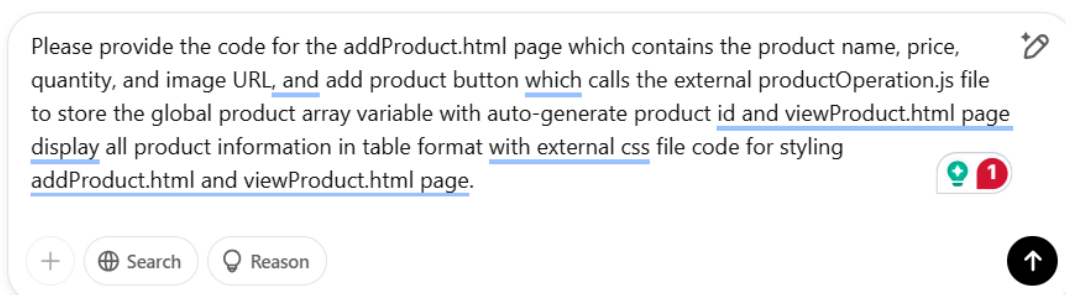 Please provide the code for the addProduct.html page which contains the product name, price,
quantity, and image URL, and add product button which calls the external productOperation.js file
to store the global product array variable with auto-generate product id and viewProduct.html page
display all product information in table format with external css file code for styling
addProduct.html and viewProduct.html page.
1
Search
Reason